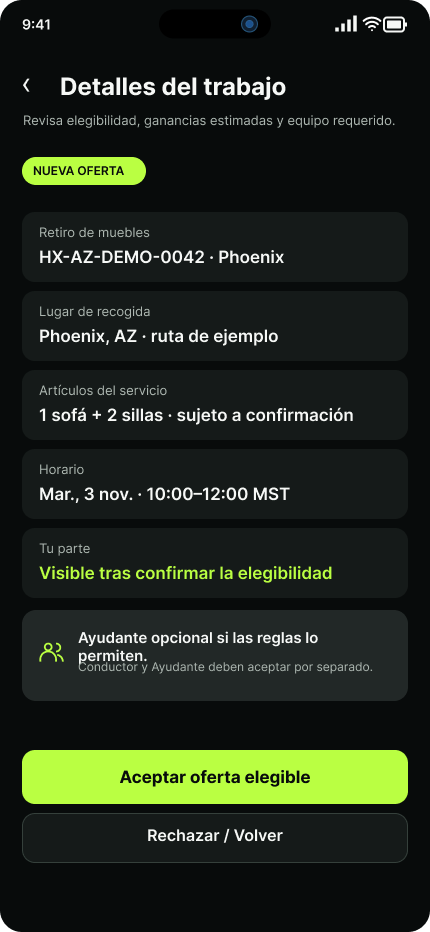 9:41
Detalles del trabajo
Revisa elegibilidad, ganancias estimadas y equipo requerido.
NUEVA OFERTA
Retiro de muebles
HX-AZ-DEMO-0042 · Phoenix
Lugar de recogida
Phoenix, AZ · ruta de ejemplo
Artículos del servicio
1 sofá + 2 sillas · sujeto a confirmación
Horario
Mar., 3 nov. · 10:00–12:00 MST
Tu parte
Visible tras confirmar la elegibilidad
Ayudante opcional si las reglas lo
permiten.
Conductor y Ayudante deben aceptar por separado.
Aceptar oferta elegible
Rechazar / Volver